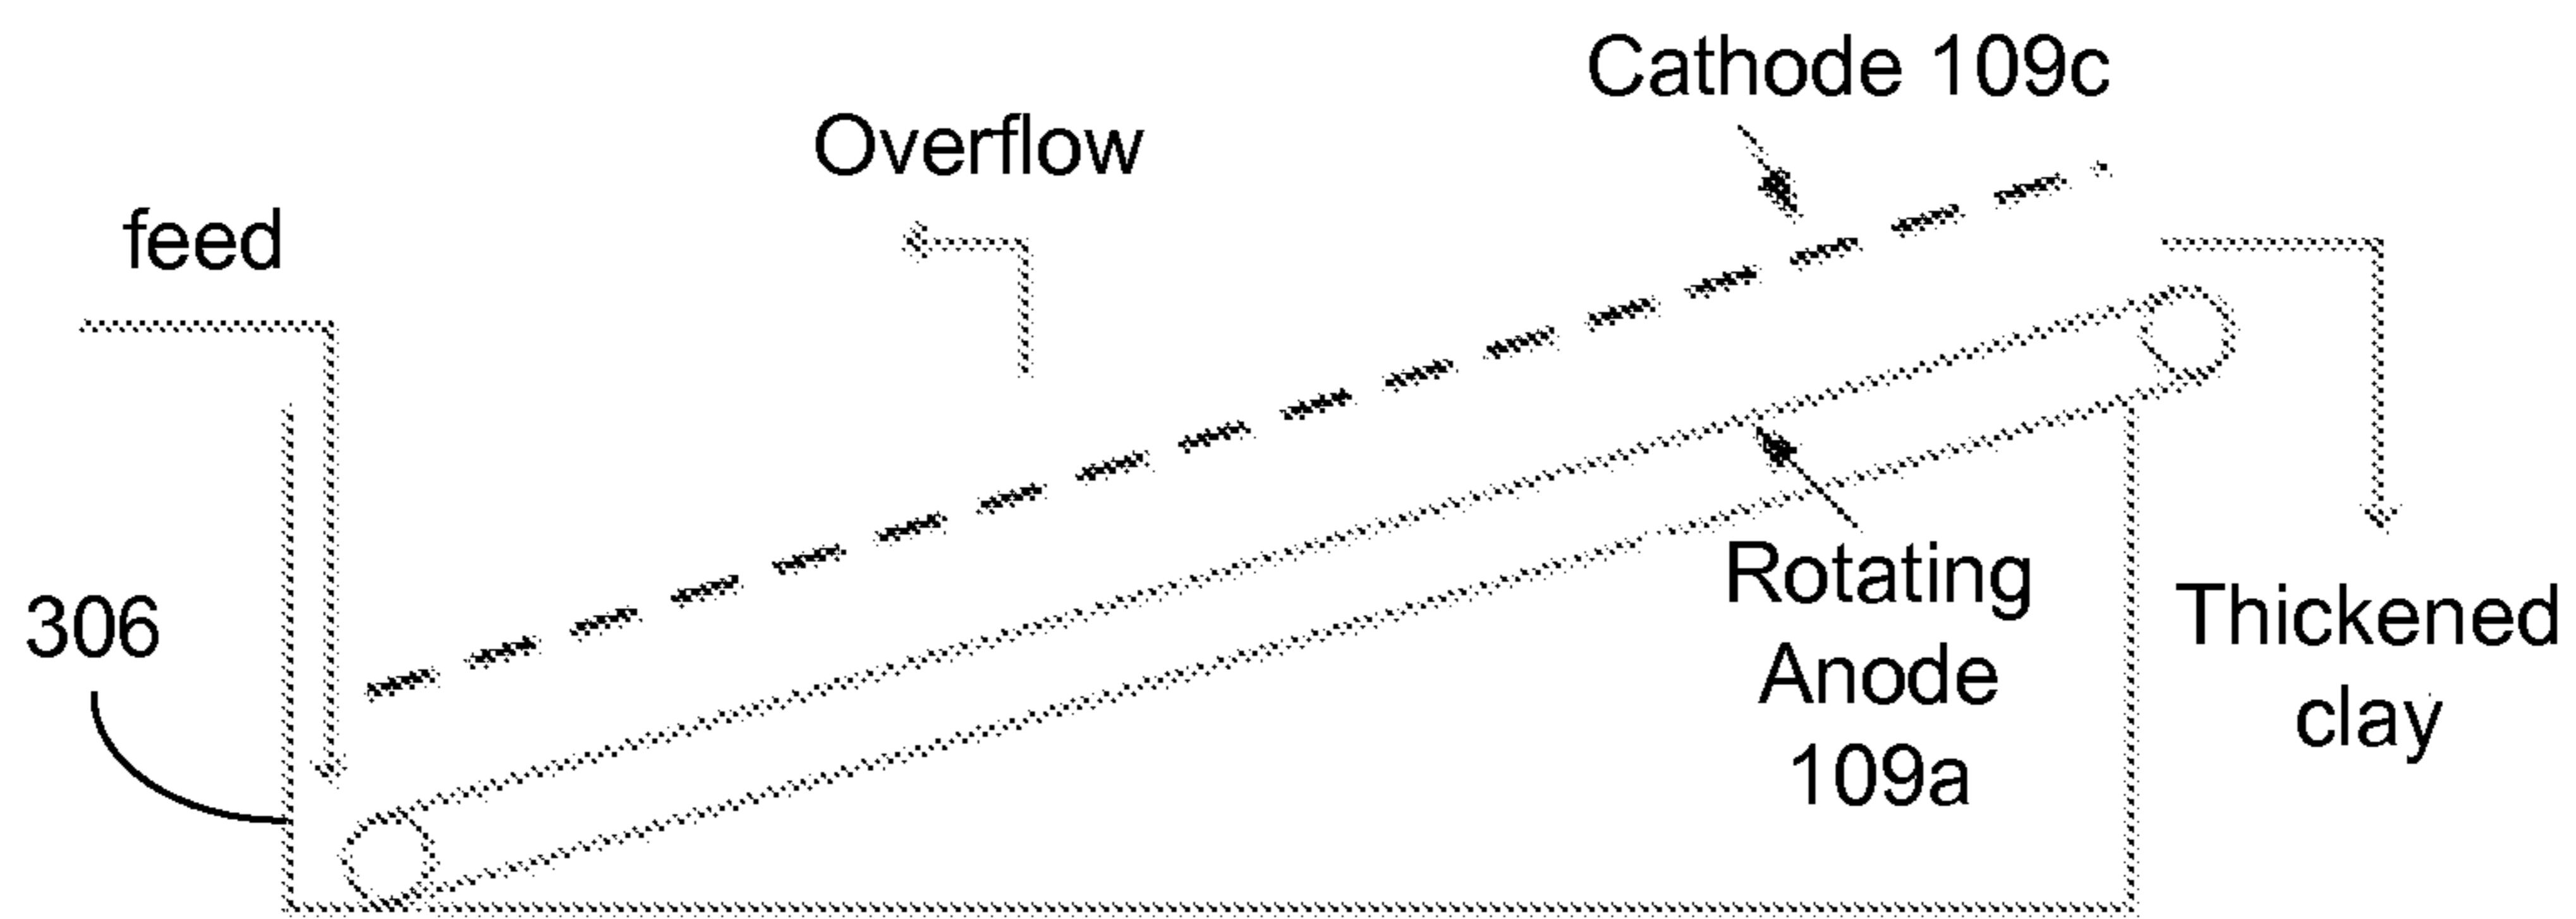 Cathode 109c
Overflow
feed
306
Rotating
Anode
109a
Thickened
clay